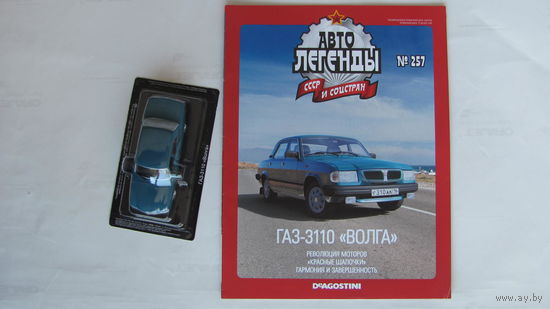 АВТО
ЛЕГЕНДЫ
СССР И СОЦСТРАН
№ 257
ГАЗ-3110 «ВОЛГА»
ГАЗ-3110 «ВОЛГА»
РЕВОЛЮЦИЯ МОТОРОВ
«КРАСНЫЕ ШАПОЧКИ»
ГАРМОНИЯ И ЗАВЕРШЕННОСТЬ
DEAGOSTINI
www.ay.by